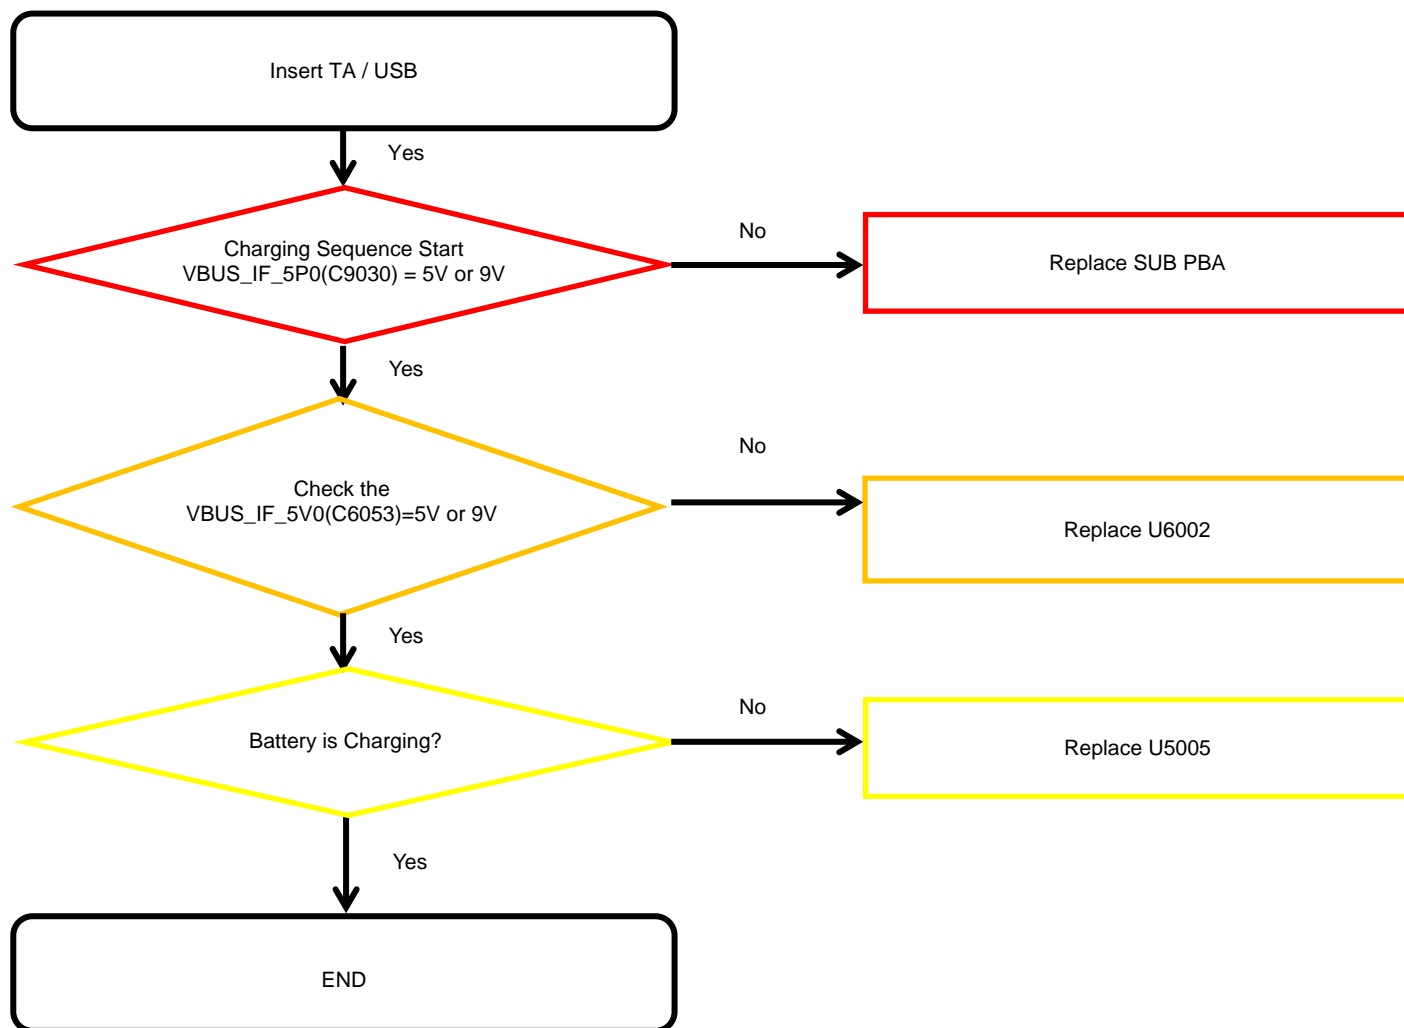 Insert TA / USB
Yes
Charging Sequence Start
VBUS_IF_5P0(C9030) = 5V or 9V
No
Replace SUB PBA
Yes
Check the
VBUS_IF_5V0(C6053)=5V or 9V
No
Replace U6002
Yes
Battery is Charging?
No
Replace U5005
Yes
END